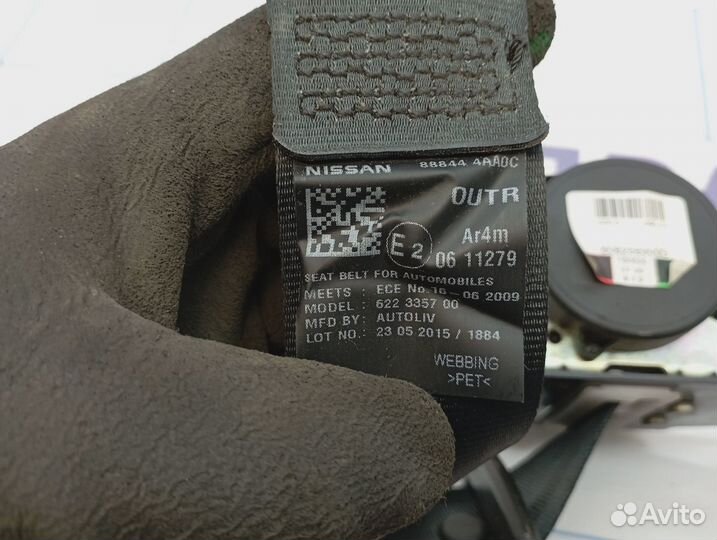 NISSAN 88844 4AA0C
OUTR
E2
Ar4m
06 11279
SEAT BELT FOR AUTOMOBILES
MEETS : ECE No.16 - 06 2009
MODEL : 622 3357 00
MFD BY : AUTOLIV
LOT NO. : 23 05 2015 / 1884
WEBBING
>PET<
Avito